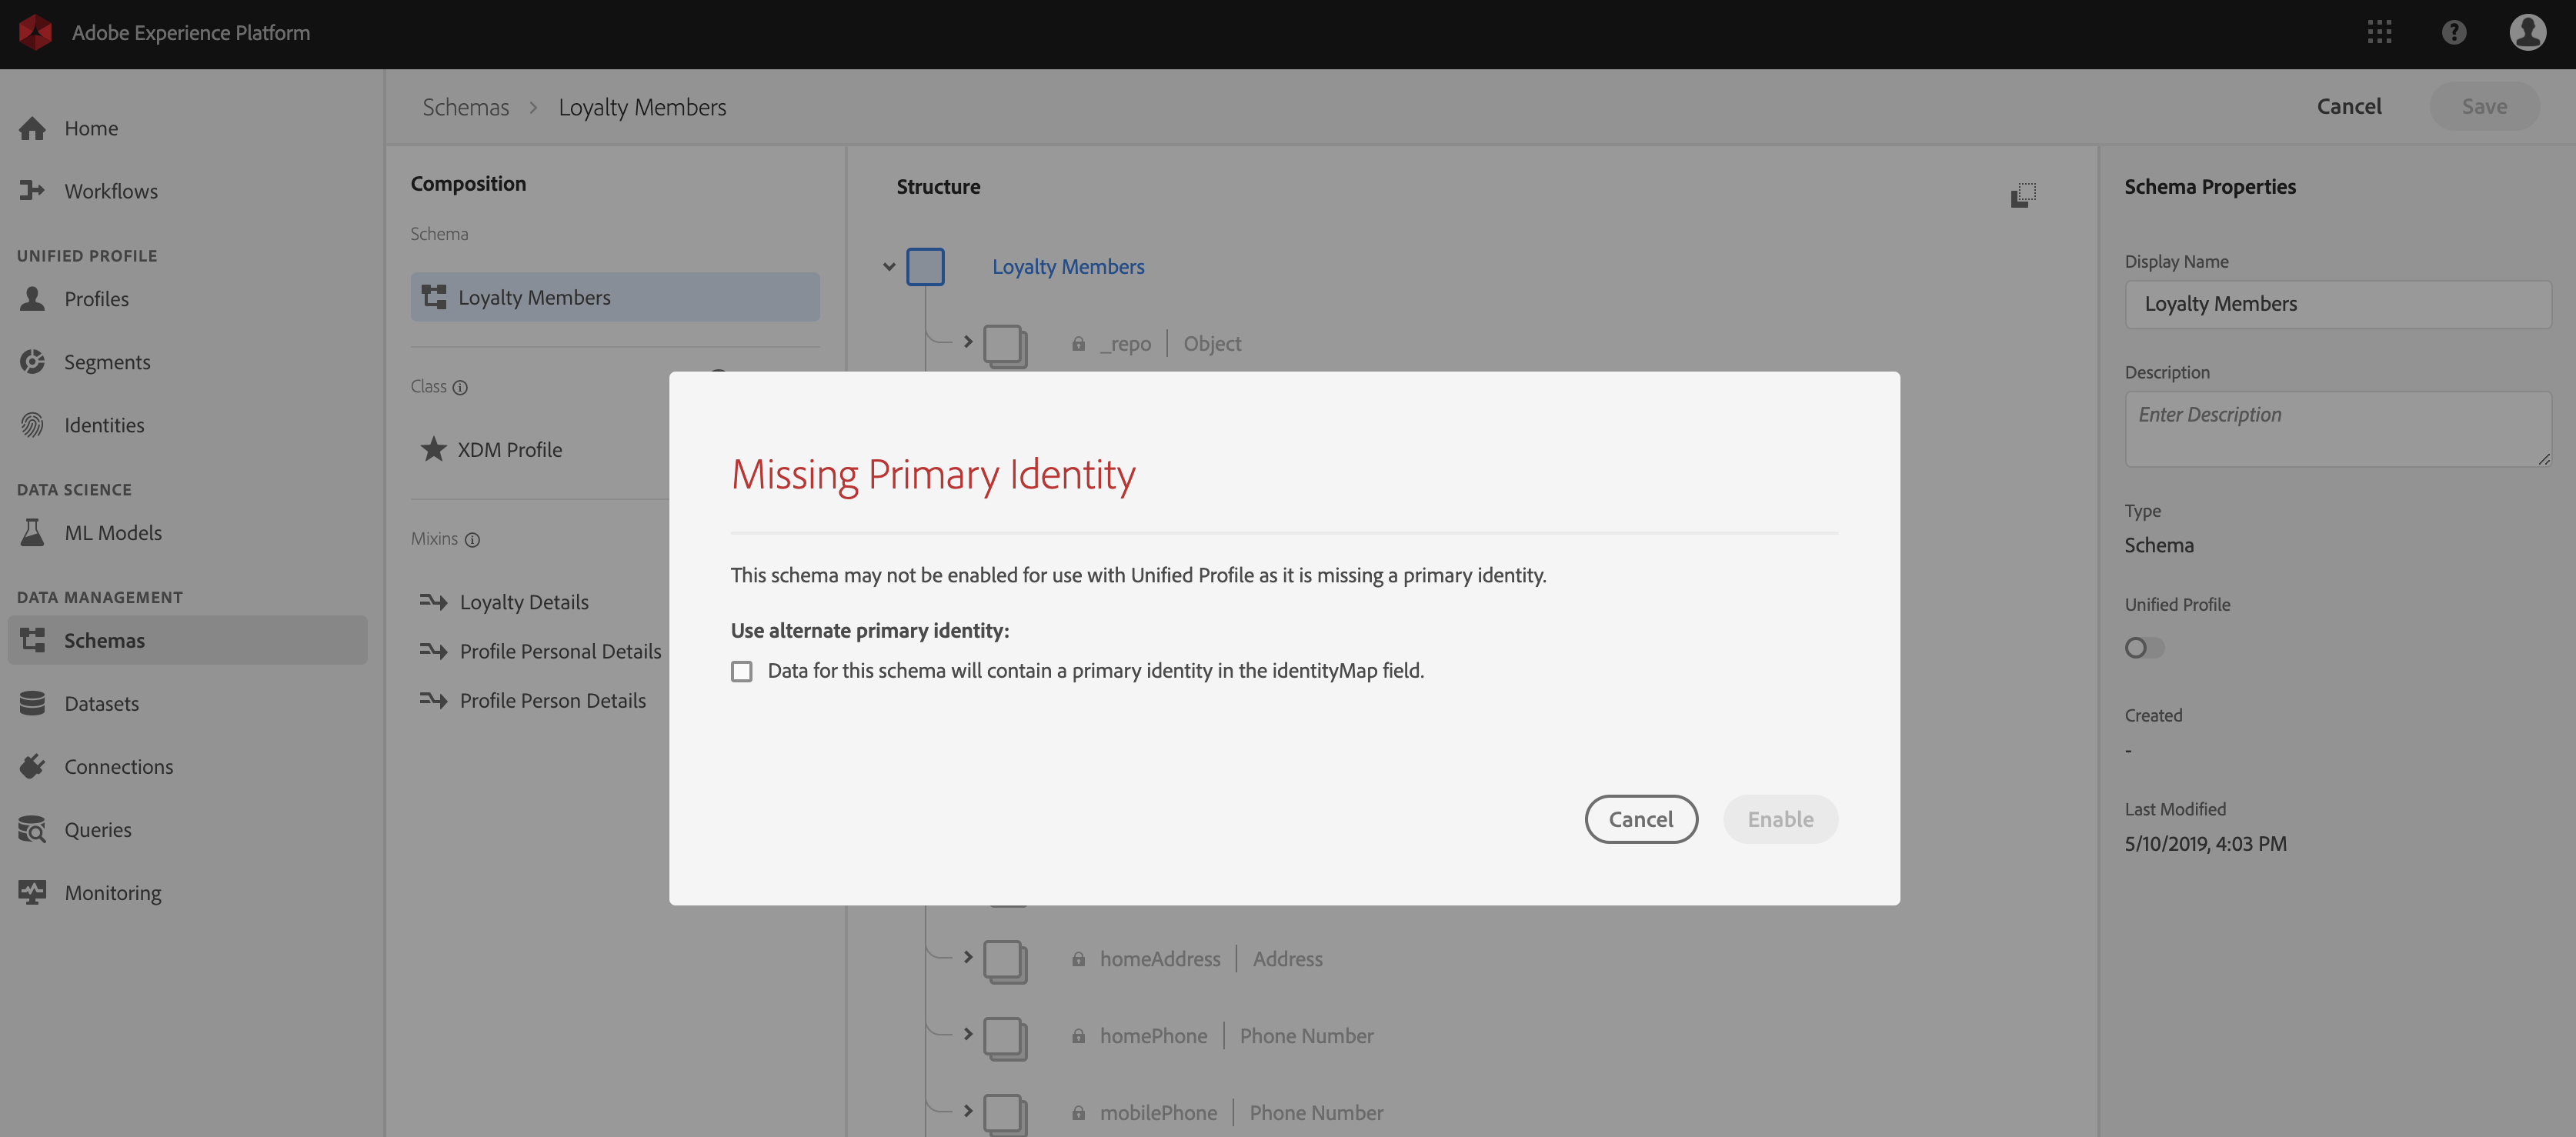 Adobe Experience Platform
?
Home
Workflows
UNIFIED PROFILE
Profiles
Segments
Identities
DATA SCIENCE
ML Models
DATA MANAGEMENT
Schemas
Datasets
Connections
Queries
Monitoring
Schemas > Loyalty Members
Cancel
Save
Composition
Schema
Loyalty Members
Class
XDM Profile
Mixins
Loyalty Details
Profile Personal Details
Profile Person Details
Structure
Loyalty Members
_repo | Object
Missing Primary Identity
This schema may not be enabled for use with Unified Profile as it is missing a primary identity.
Use alternate primary identity:
Data for this schema will contain a primary identity in the identityMap field.
Cancel
Enable
homeAddress | Address
homePhone | Phone Number
mobilePhone | Phone Number
Schema Properties
Display Name
Loyalty Members
Description
Enter Description
Type
Schema
Unified Profile
Created
-
Last Modified
5/10/2019, 4:03 PM